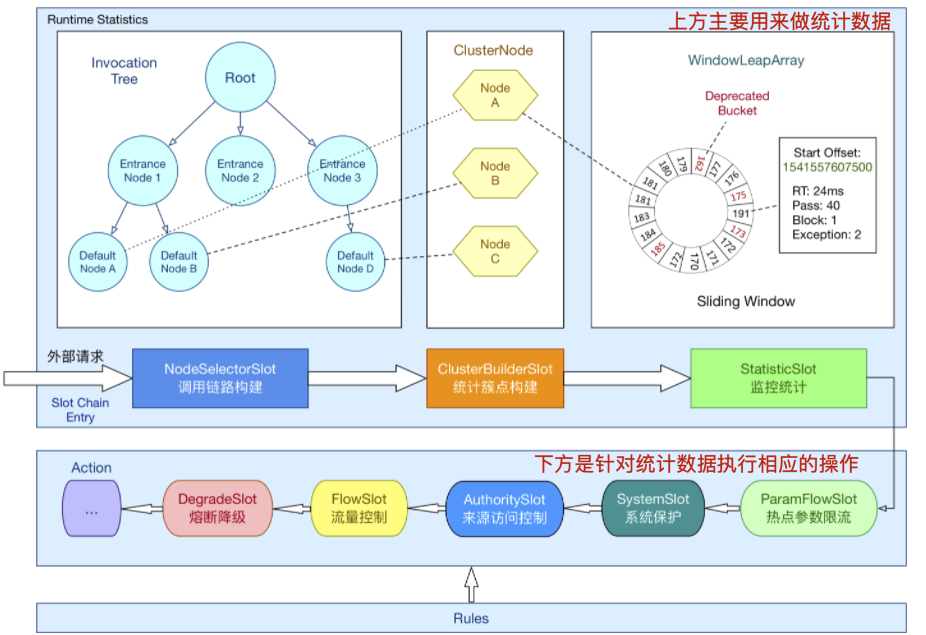 Runtime Statistics
上方主要用来做统计数据
Invocation
Tree
Root
Entrance
Node 1
Entrance
Node 2
Entrance
Node 3
Default
Node A
Default
Node B
Default
Node D
ClusterNode
Node
A
Node
B
Node
C
WindowLeapArray
Deprecated
Bucket
162
177
176
175
191
173
172
171
170
172
185
184
183
181
181
180
179
Start Offset:
1541557607500
RT: 24ms
Pass: 40
Block: 1
Exception: 2
Sliding Window
外部请求
Slot Chain
Entry
NodeSelectorSlot
调用链路构建
ClusterBuilderSlot
统计簇点构建
StatisticSlot
监控统计
下方是针对统计数据执行相应的操作
Action
...
DegradeSlot
熔断降级
FlowSlot
流量控制
AuthoritySlot
来源访问控制
SystemSlot
系统保护
ParamFlowSlot
热点参数限流
Rules